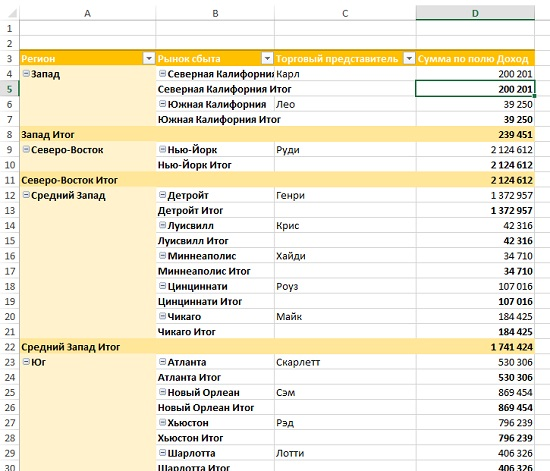 A B C D
1
2
3 Регион Рынок сбыта Торговый представитель Сумма по полю Доход
4 Запад Северная Калифорни Карл 200 201
5 Северная Калифорния Итог 200 201
6 Южная Калифорния Лео 39 250
7 Южная Калифорния Итог 39 250
8 Запад Итог 239 451
9 Северо-Восток Нью-Йорк Руди 2 124 612
10 Нью-Йорк Итог 2 124 612
11 Северо-Восток Итог 2 124 612
12 Средний Запад Детройт Генри 1 372 957
13 Детройт Итог 1 372 957
14 Луисвилл Крис 42 316
15 Луисвилл Итог 42 316
16 Миннеаполис Хайди 34 710
17 Миннеаполис Итог 34 710
18 Цинциннати Роуз 107 016
19 Цинциннати Итог 107 016
20 Чикаго Майк 184 425
21 Чикаго Итог 184 425
22 Средний Запад Итог 1 741 424
23 Юг Атланта Скарлетт 530 306
24 Атланта Итог 530 306
25 Новый Орлеан Сэм 869 454
26 Новый Орлеан Итог 869 454
27 Хьюстон Рэд 796 239
28 Хьюстон Итог 796 239
29 Шарлотта Лотти 406 326
30 Шарлотта Итог 406 326